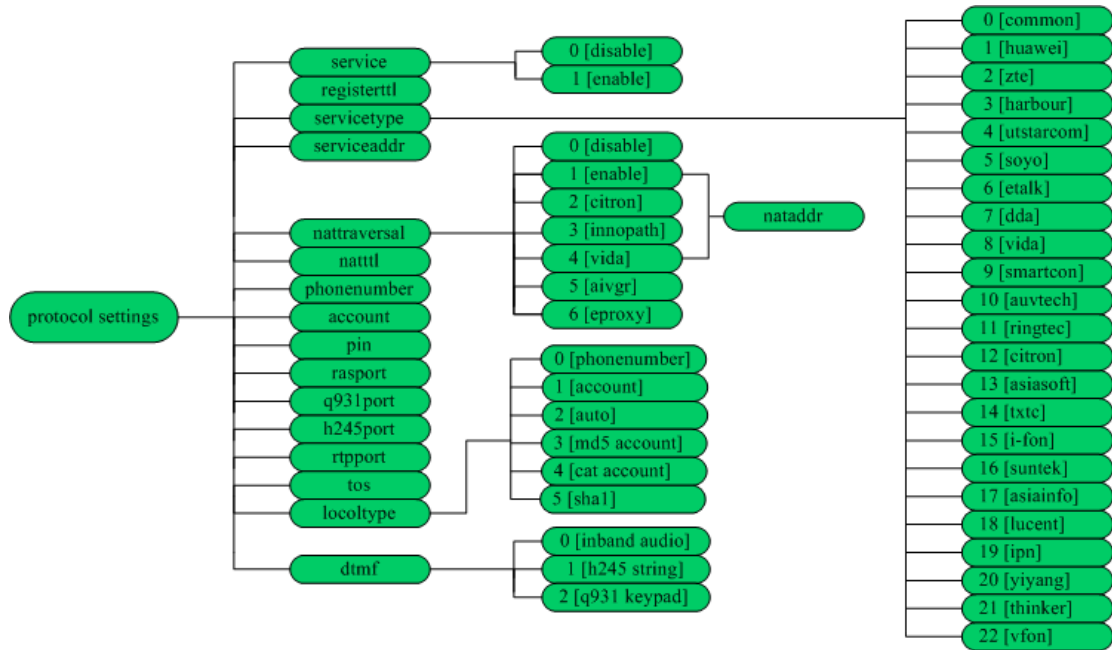 protocol settings
service
registerttl
servicetype
serviceaddr
nattraversal
natttl
phonenumber
account
pin
rasport
q931port
h245port
rtpport
tos
locoltype
dtmf
0 [disable]
1 [enable]
0 [disable]
1 [enable]
2 [citron]
3 [innopath]
4 [vida]
5 [aivgr]
6 [eproxy]
nataddr
0 [phonenumber]
1 [account]
2 [auto]
3 [md5 account]
4 [cat account]
5 [sha1]
0 [inband audio]
1 [h245 string]
2 [q931 keypad]
0 [common]
1 [huawei]
2 [zte]
3 [harbour]
4 [utstarcom]
5 [soyo]
6 [etalk]
7 [dda]
8 [vida]
9 [smartcon]
10 [auvtech]
11 [ringtec]
12 [citron]
13 [asiasoft]
14 [txtc]
15 [i-fon]
16 [suntek]
17 [asiainfo]
18 [lucent]
19 [ipn]
20 [yiyang]
21 [thinker]
22 [vfon]